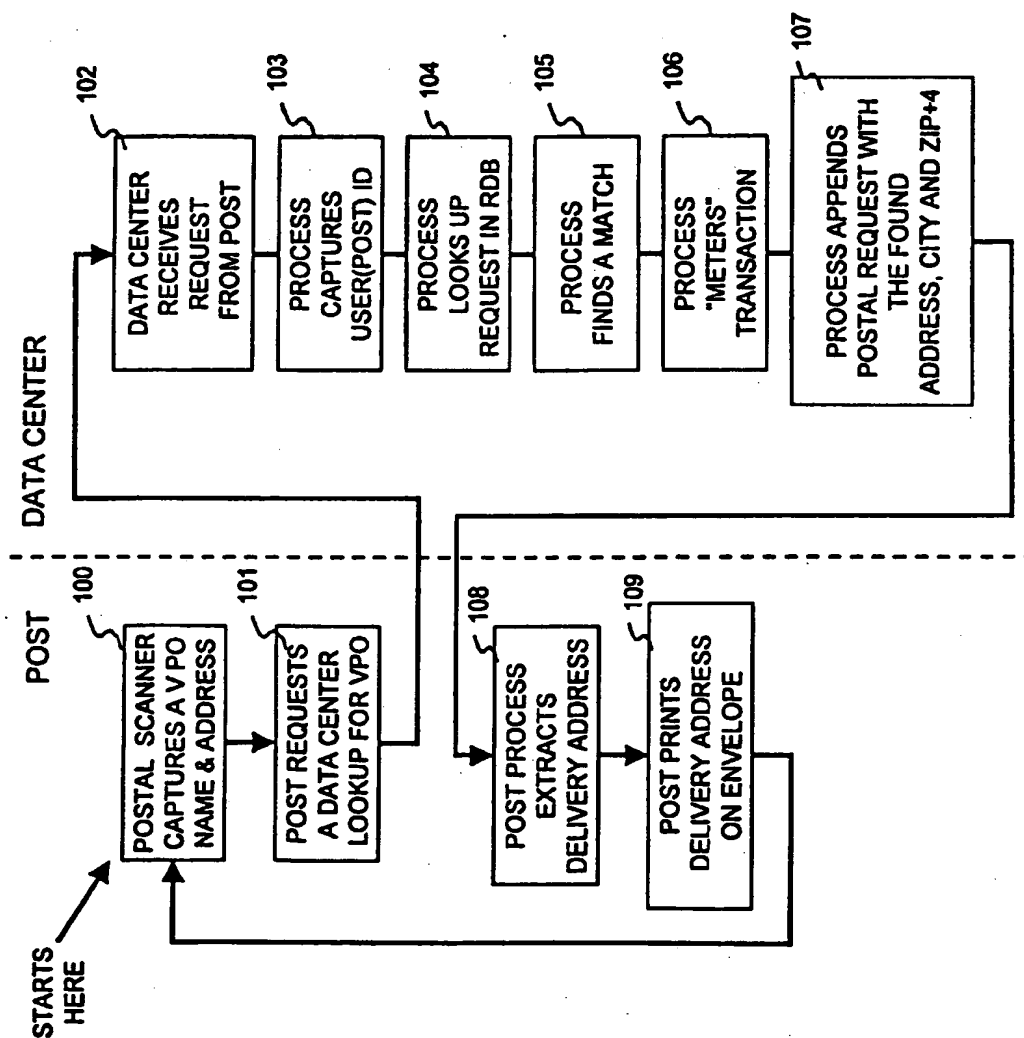 POST
DATA CENTER
STARTS
HERE
100
POSTAL SCANNER
CAPTURES A V PO
NAME & ADDRESS
101
POST REQUESTS
A DATA CENTER
LOOKUP FOR VPO
102
DATA CENTER
RECEIVES
REQUEST
FROM POST
103
PROCESS
CAPTURES
USER(POST) ID
104
PROCESS
LOOKS UP
REQUEST IN RDB
105
PROCESS
FINDS A MATCH
106
PROCESS
"METERS"
TRANSACTION
107
PROCESS APPENDS
POSTAL REQUEST WITH
THE FOUND
ADDRESS, CITY AND ZIP+4
108
POST PROCESS
EXTRACTS
DELIVERY ADDRESS
109
POST PRINTS
DELIVERY ADDRESS
ON ENVELOPE